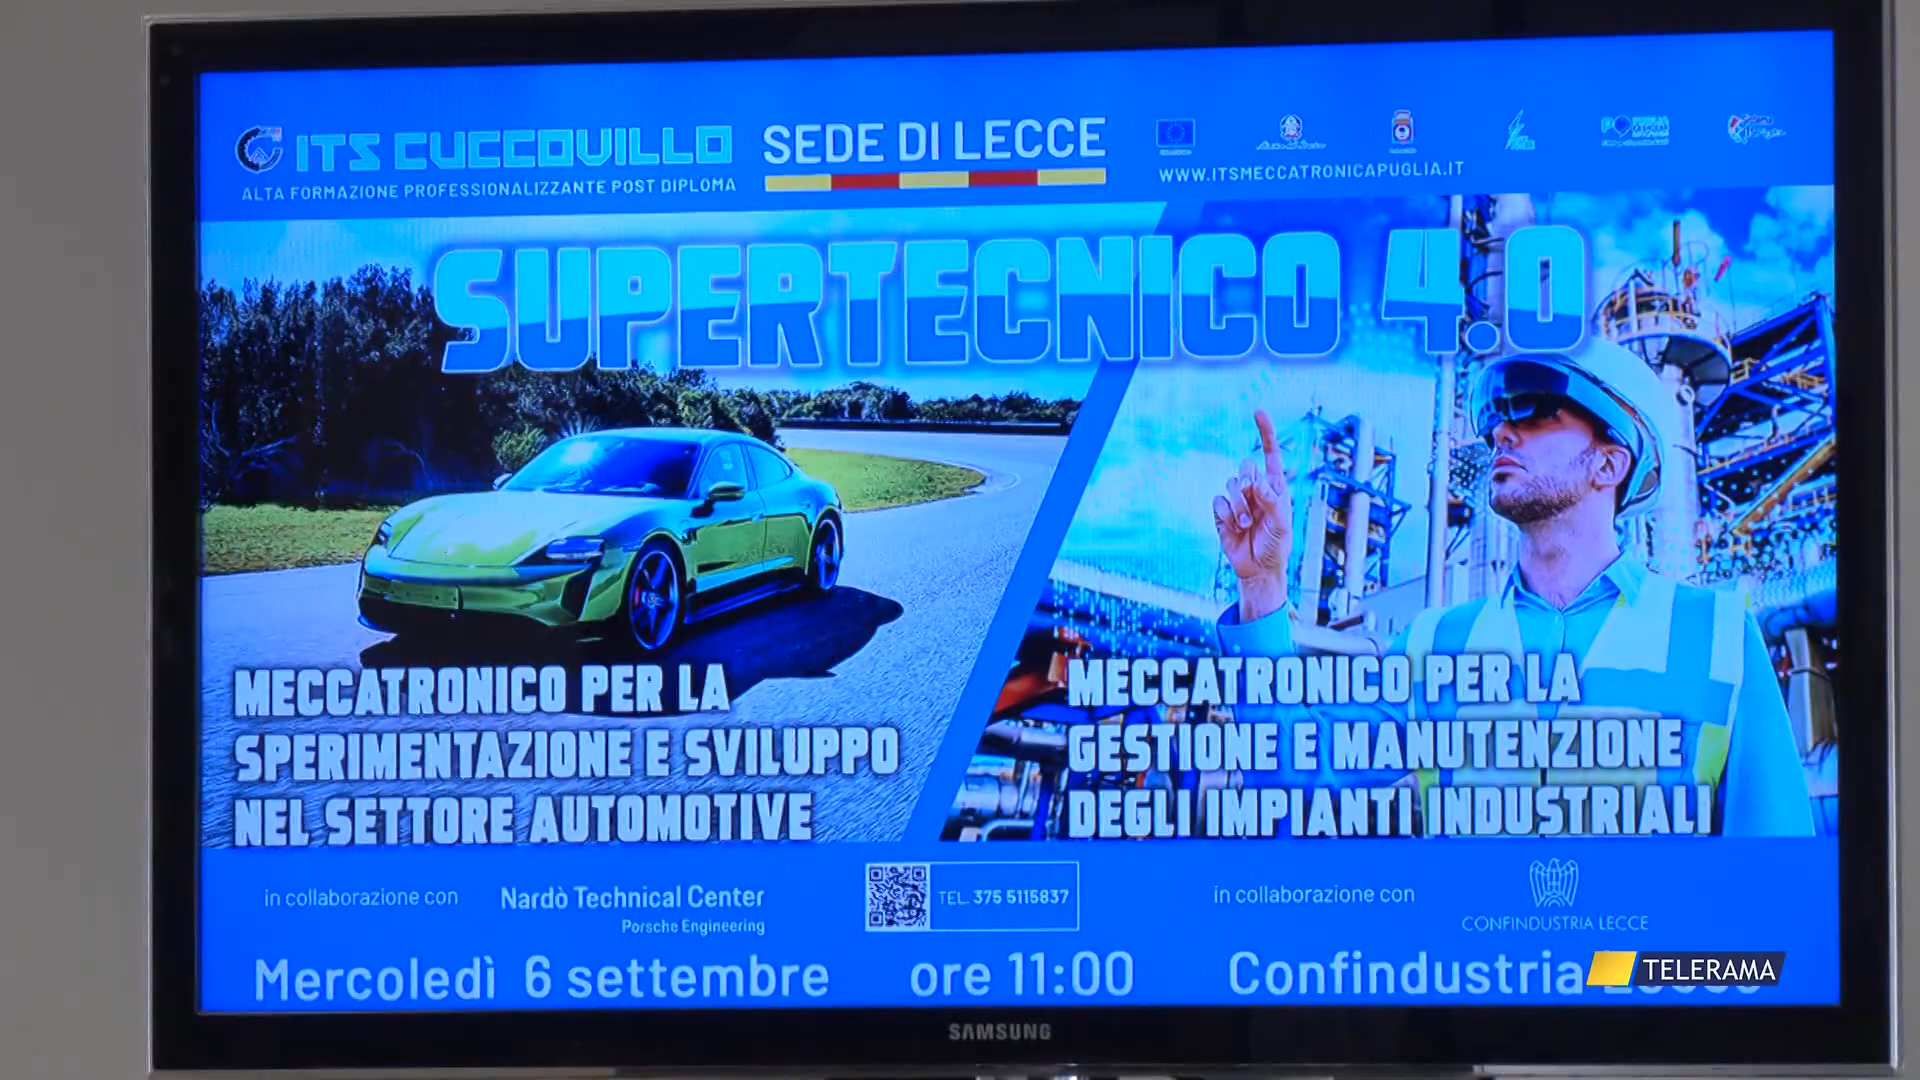 ITS CUCCOVILLO
ALTA FORMAZIONE PROFESSIONALIZZANTE POST DIPLOMA
SEDE DI LECCE
WWW.ITSMECCATRONICAPUGLIA.IT
SUPERTECNICO 4.0
MECCATRONICO PER LA
SPERIMENTAZIONE E SVILUPPO
NEL SETTORE AUTOMOTIVE
MECCATRONICO PER LA
GESTIONE E MANUTENZIONE
DEGLI IMPIANTI INDUSTRIALI
in collaborazione con
Nardò Technical Center
Porsche Engineering
TEL. 375 5115837
in collaborazione con
CONFINDUSTRIA LECCE
Mercoledì 6 settembre ore 11:00 Confindustria
TELERAMA
SAMSUNG